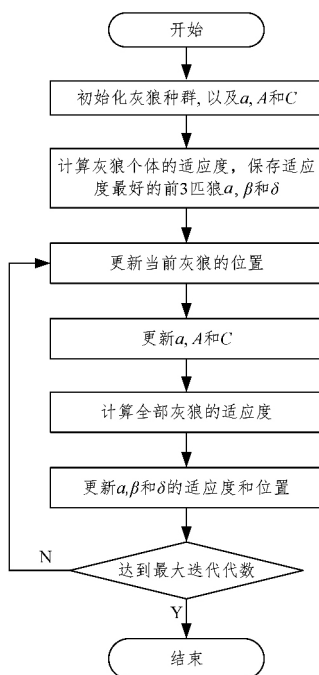 开始
初始化灰狼种群, 以及a, A和C
计算灰狼个体的适应度，保存适应
度最好的前3匹狼a, β和δ
更新当前灰狼的位置
更新a, A和C
计算全部灰狼的适应度
更新a,β和δ的适应度和位置
N
达到最大迭代代数
Y
结束